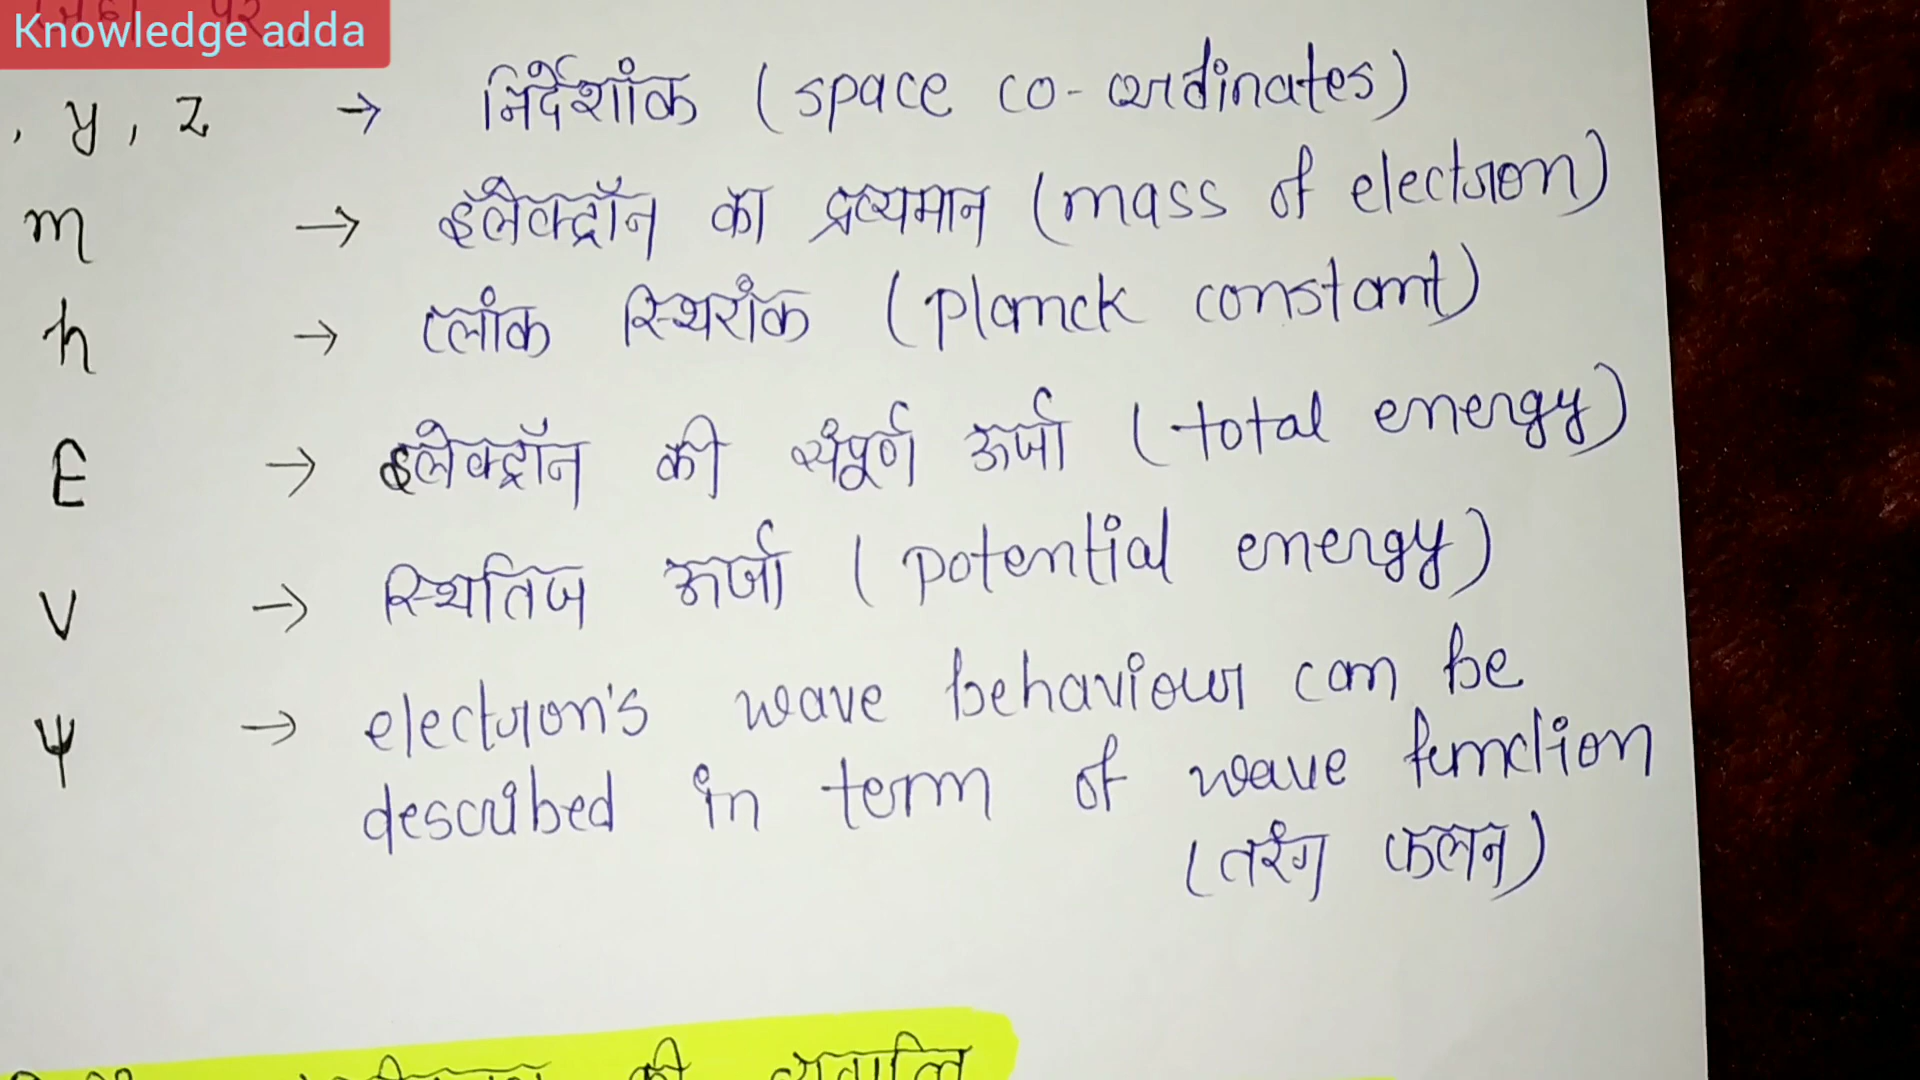 Knowledge adda
, y, z → निर्देशांक (space co-ordinates)
m → इलेक्ट्रॉन का द्रव्यमान (mass of electron)
h → प्लांक स्थिरांक (planck constant)
E → इलेक्ट्रॉन की संपूर्ण ऊर्जा (total energy)
V → स्थितिज ऊर्जा (potential energy)
ψ → electron's wave behaviour can be
described in term of wave function
(तरंग फलन)
की व्युत्पत्ति